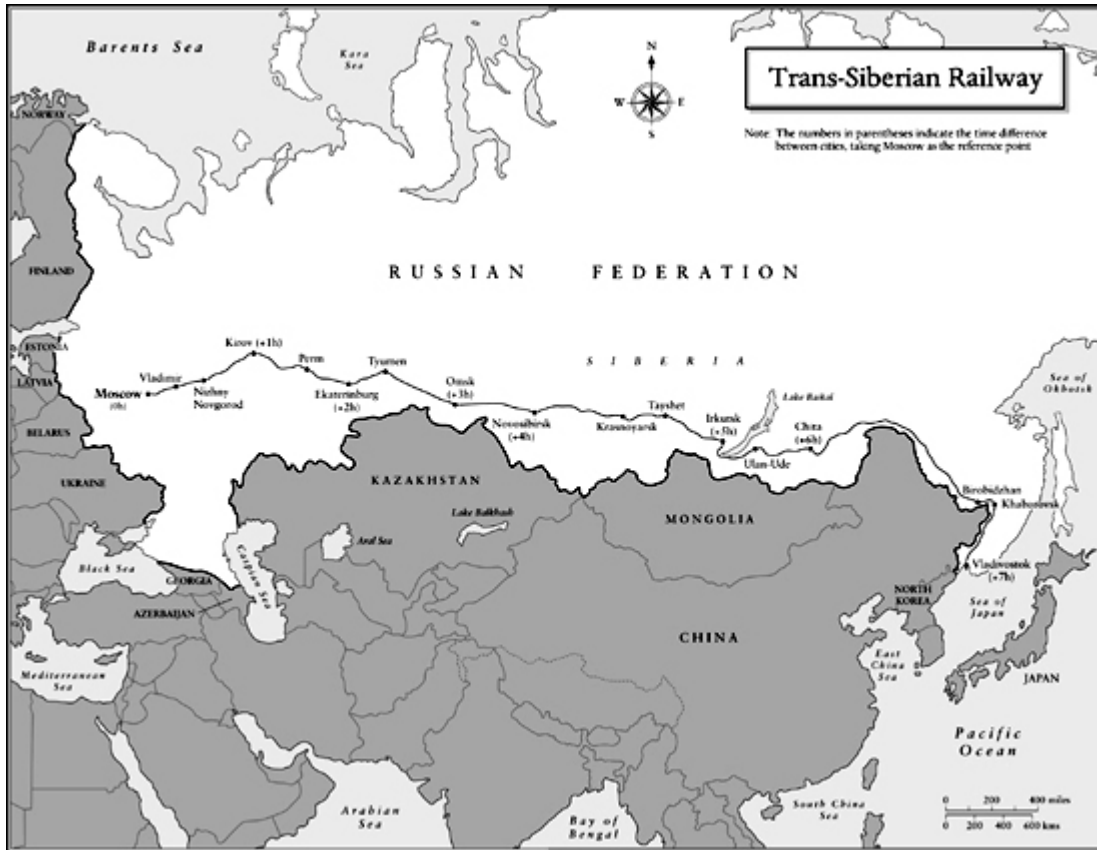 Barents Sea
Kara
Sea
N
W
E
S
Trans-Siberian Railway
Note: The numbers in parentheses indicate the time difference
between cities, taking Moscow as the reference point
NORWAY
FINLAND
RUSSIAN FEDERATION
ESTONIA
LATVIA
BELARUS
UKRAINE
Moscow
(0h)
Vladimir
Nizhny
Novgorod
Kirov (+1h)
Perm
Ekaterinburg
(+2h)
Tyumen
Omsk
(+3h)
SIBERIA
Novosibirsk
(+4h)
Krasnoyarsk
Tayshet
Irkutsk
(+5h)
Lake Baikal
Ulan-Ude
Chita
(+6h)
Sea of
Okhotsk
Birobidzhan
Khabarovsk
Vladivostok
(+7h)
KAZAKHSTAN
Lake Balkhash
Aral Sea
MONGOLIA
Caspian Sea
Black Sea
GEORGIA
AZERBAIJAN
NORTH
KOREA
Sea of
Japan
CHINA
East
China
Sea
JAPAN
Mediterranean
Sea
Pacific
Ocean
Arabian
Sea
Bay of
Bengal
South China
Sea
0 200 400 miles
0 200 400 600 kms